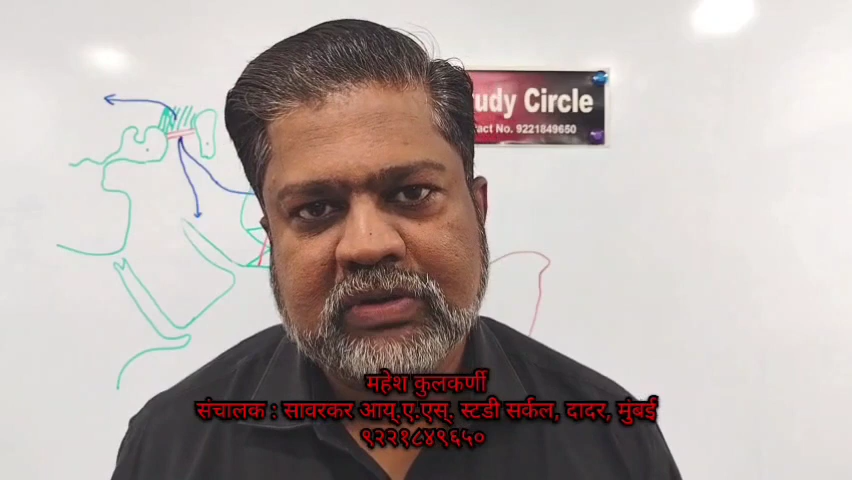 udy Circle
act No. 9221849650
महेश कुलकर्णी
संचालक : सावरकर आय्.ए.एस्. स्टडी सर्कल, दादर, मुंबई
९२२१८४९६५०